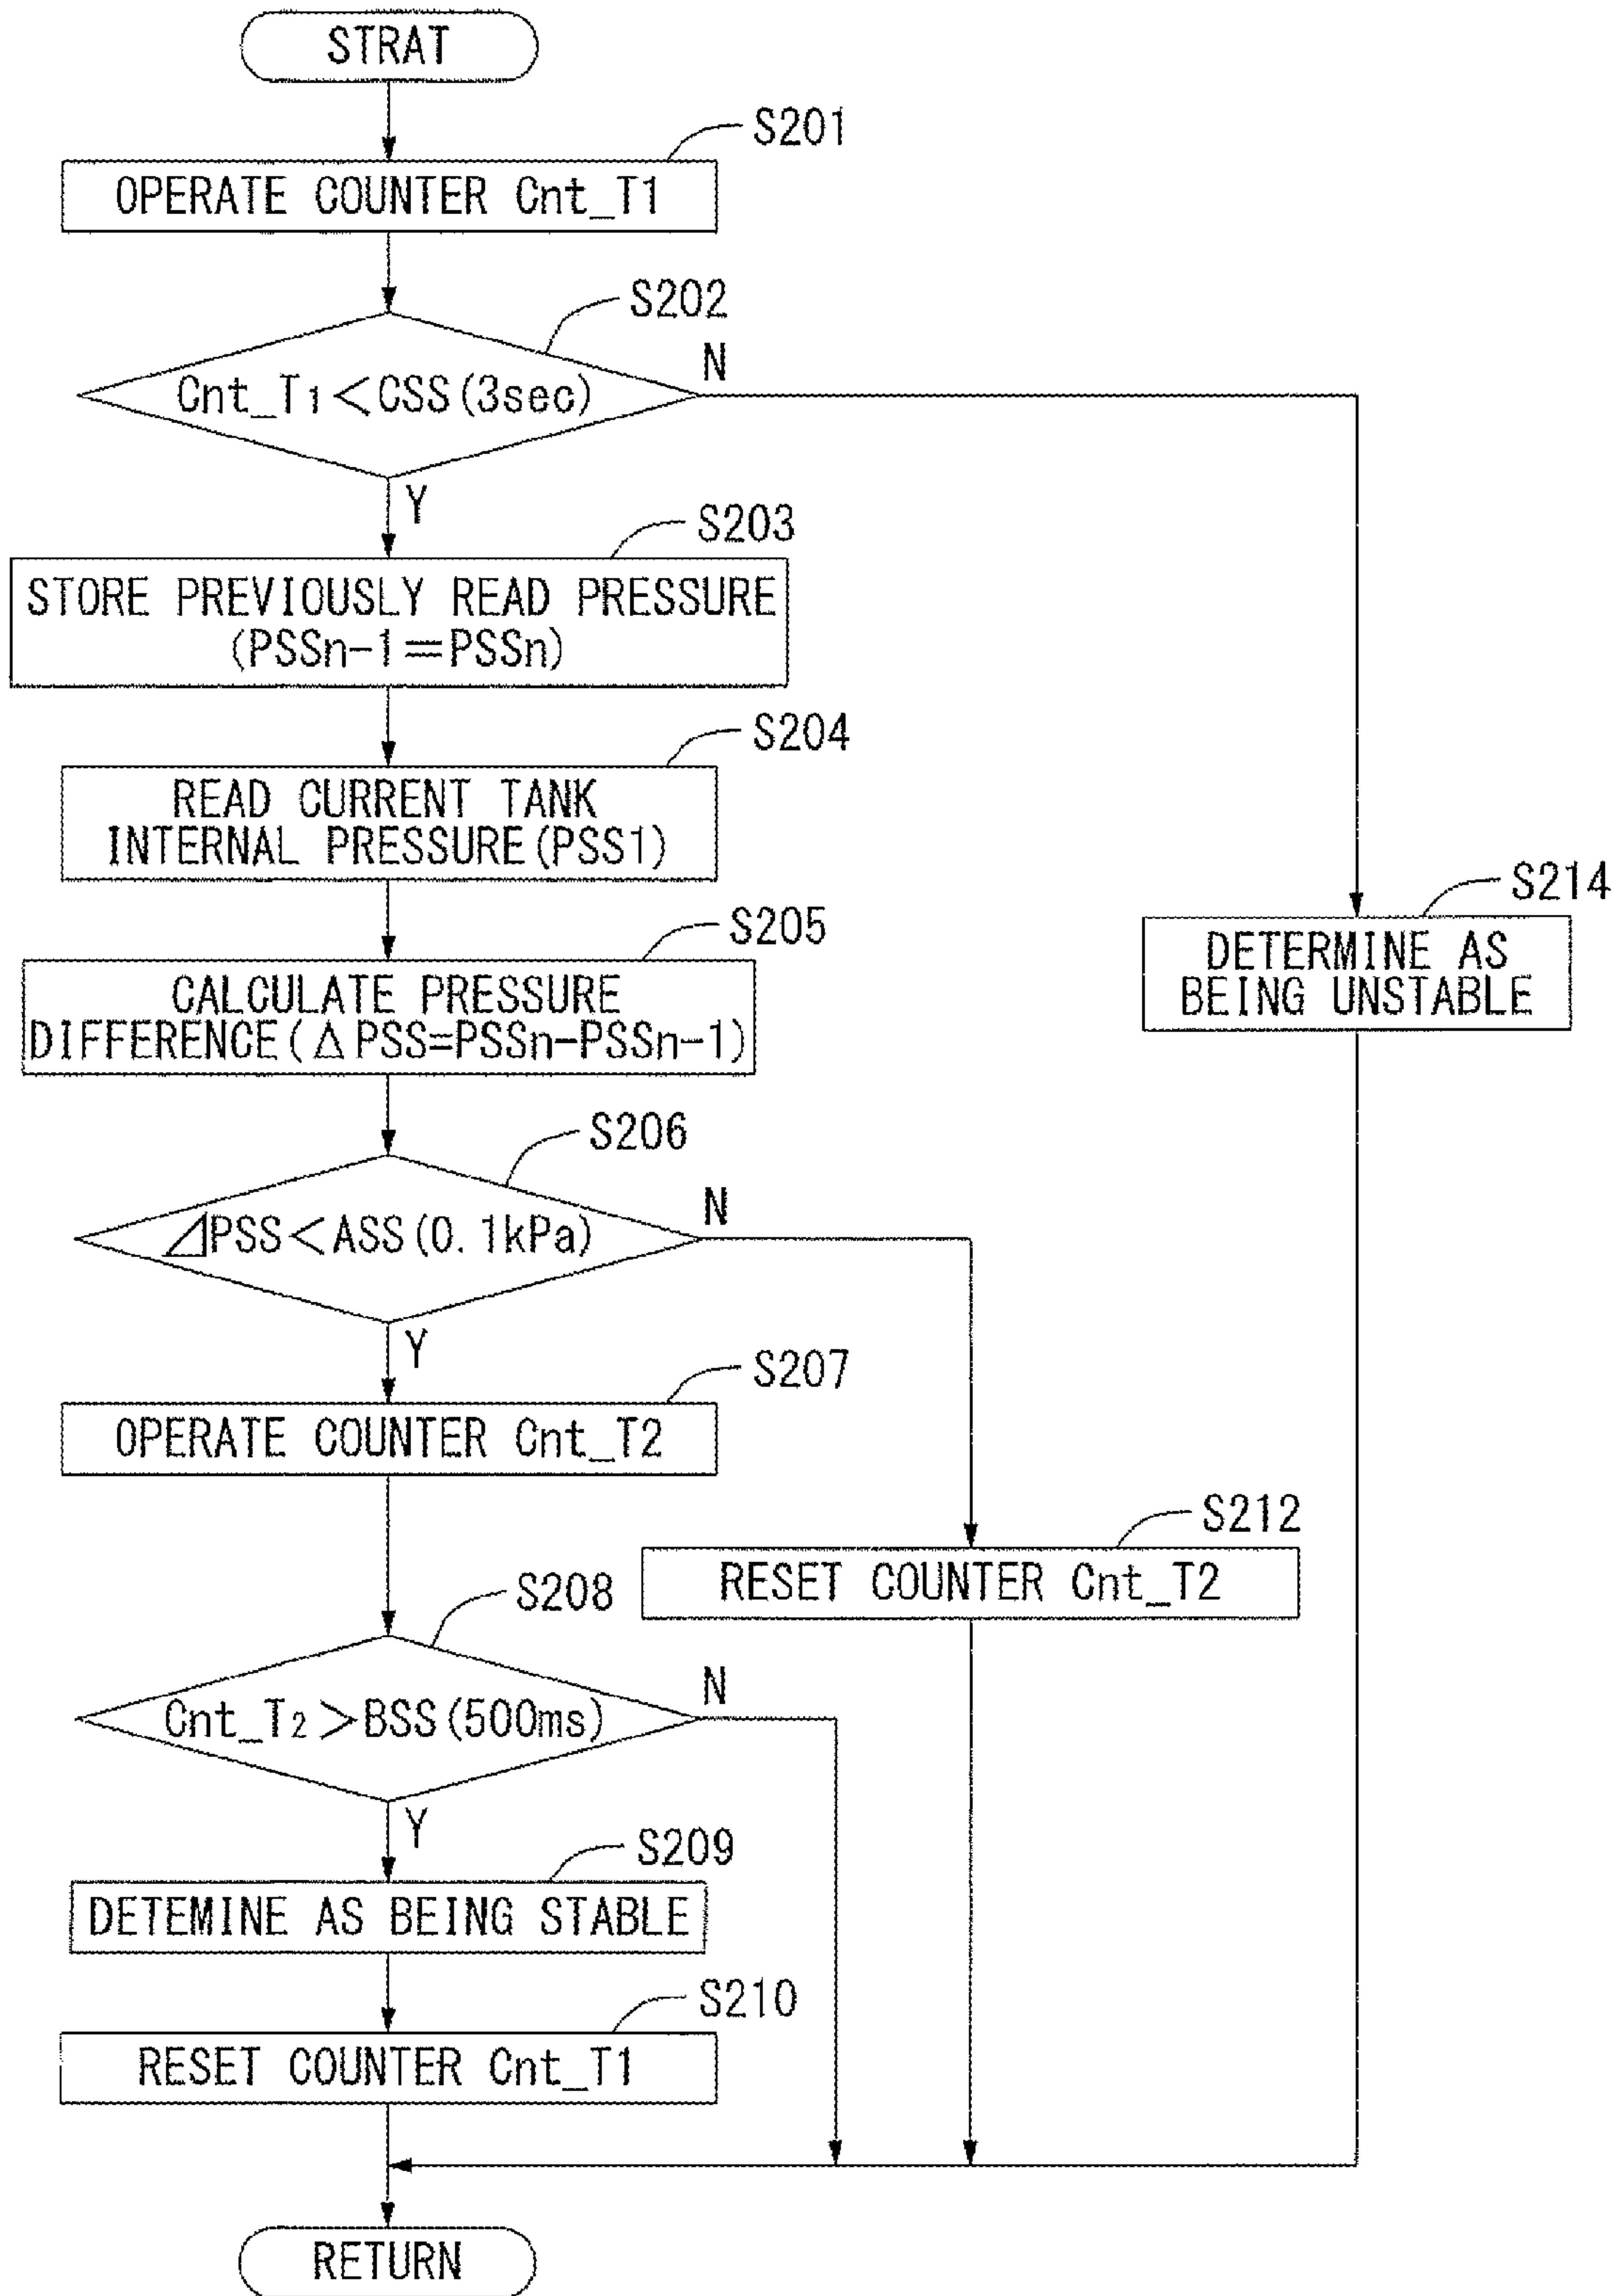 STRAT
S201
OPERATE COUNTER Cnt_T1
S202
Cnt_T1<CSS(3sec)
N
Y
S203
STORE PREVIOUSLY READ PRESSURE
(PSSn-1=PSSn)
S204
READ CURRENT TANK
INTERNAL PRESSURE(PSS1)
S205
CALCULATE PRESSURE
DIFFERENCE(ΔPSS=PSSn-PSSn-1)
S214
DETERMINE AS
BEING UNSTABLE
S206
⊿PSS<ASS(0.1kPa)
N
Y
S207
OPERATE COUNTER Cnt_T2
S212
RESET COUNTER Cnt_T2
S208
Cnt_T2>BSS(500ms)
N
Y
S209
DETEMINE AS BEING STABLE
S210
RESET COUNTER Cnt_T1
RETURN